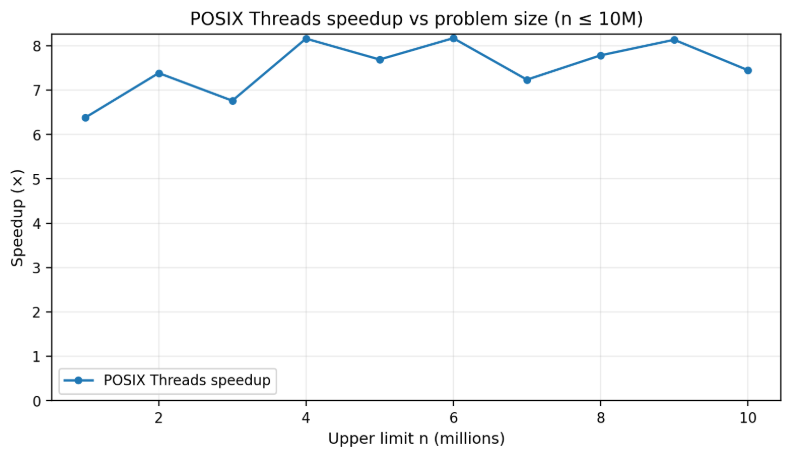 POSIX Threads speedup vs problem size (n ≤ 10M)
Speedup (×)
8
7
6
5
4
3
2
1
0
POSIX Threads speedup
2 4 6 8 10
Upper limit n (millions)